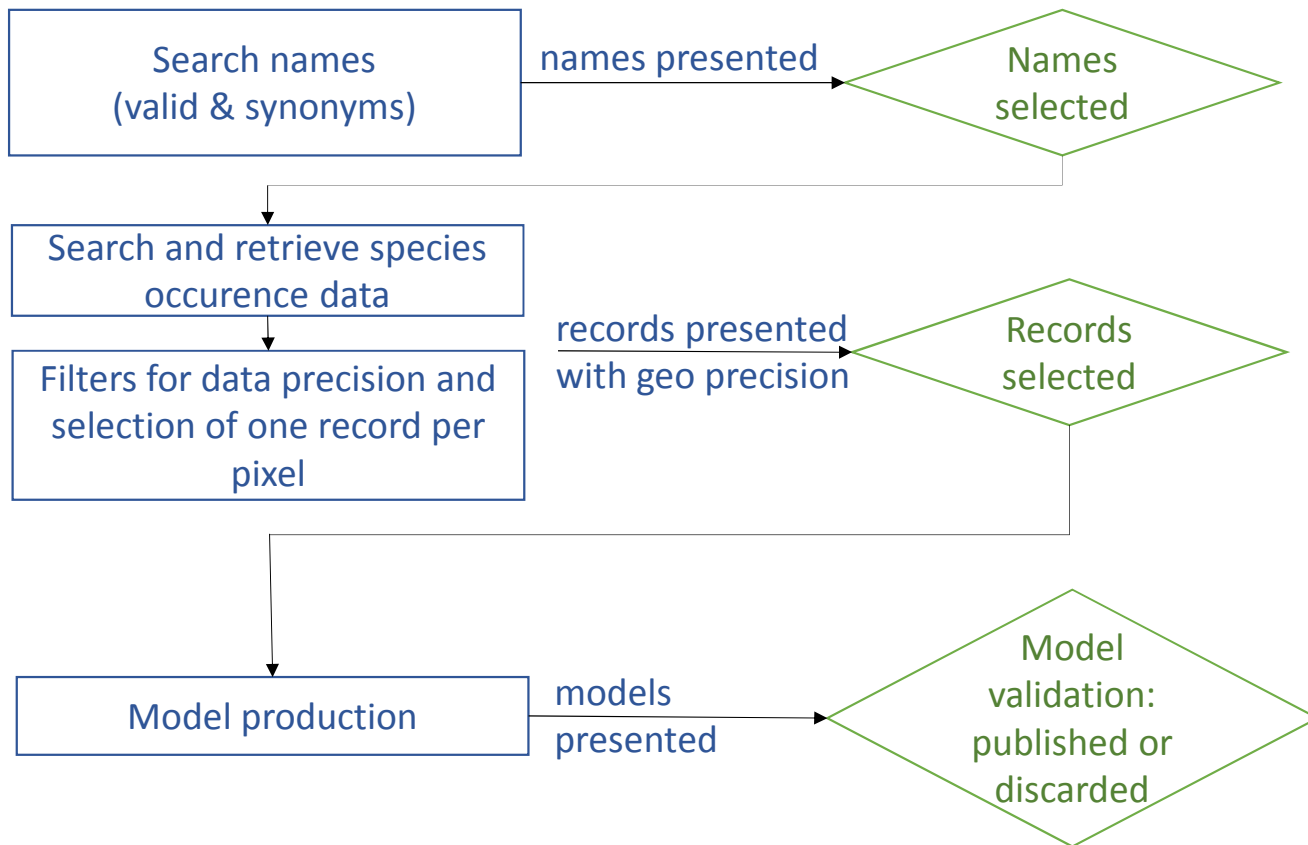 Search names
(valid & synonyms)
names presented
Names
selected
Search and retrieve species
occurence data
Filters for data precision and
selection of one record per
pixel
records presented
with geo precision
Records
selected
Model production
models
presented
Model
validation:
published or
discarded